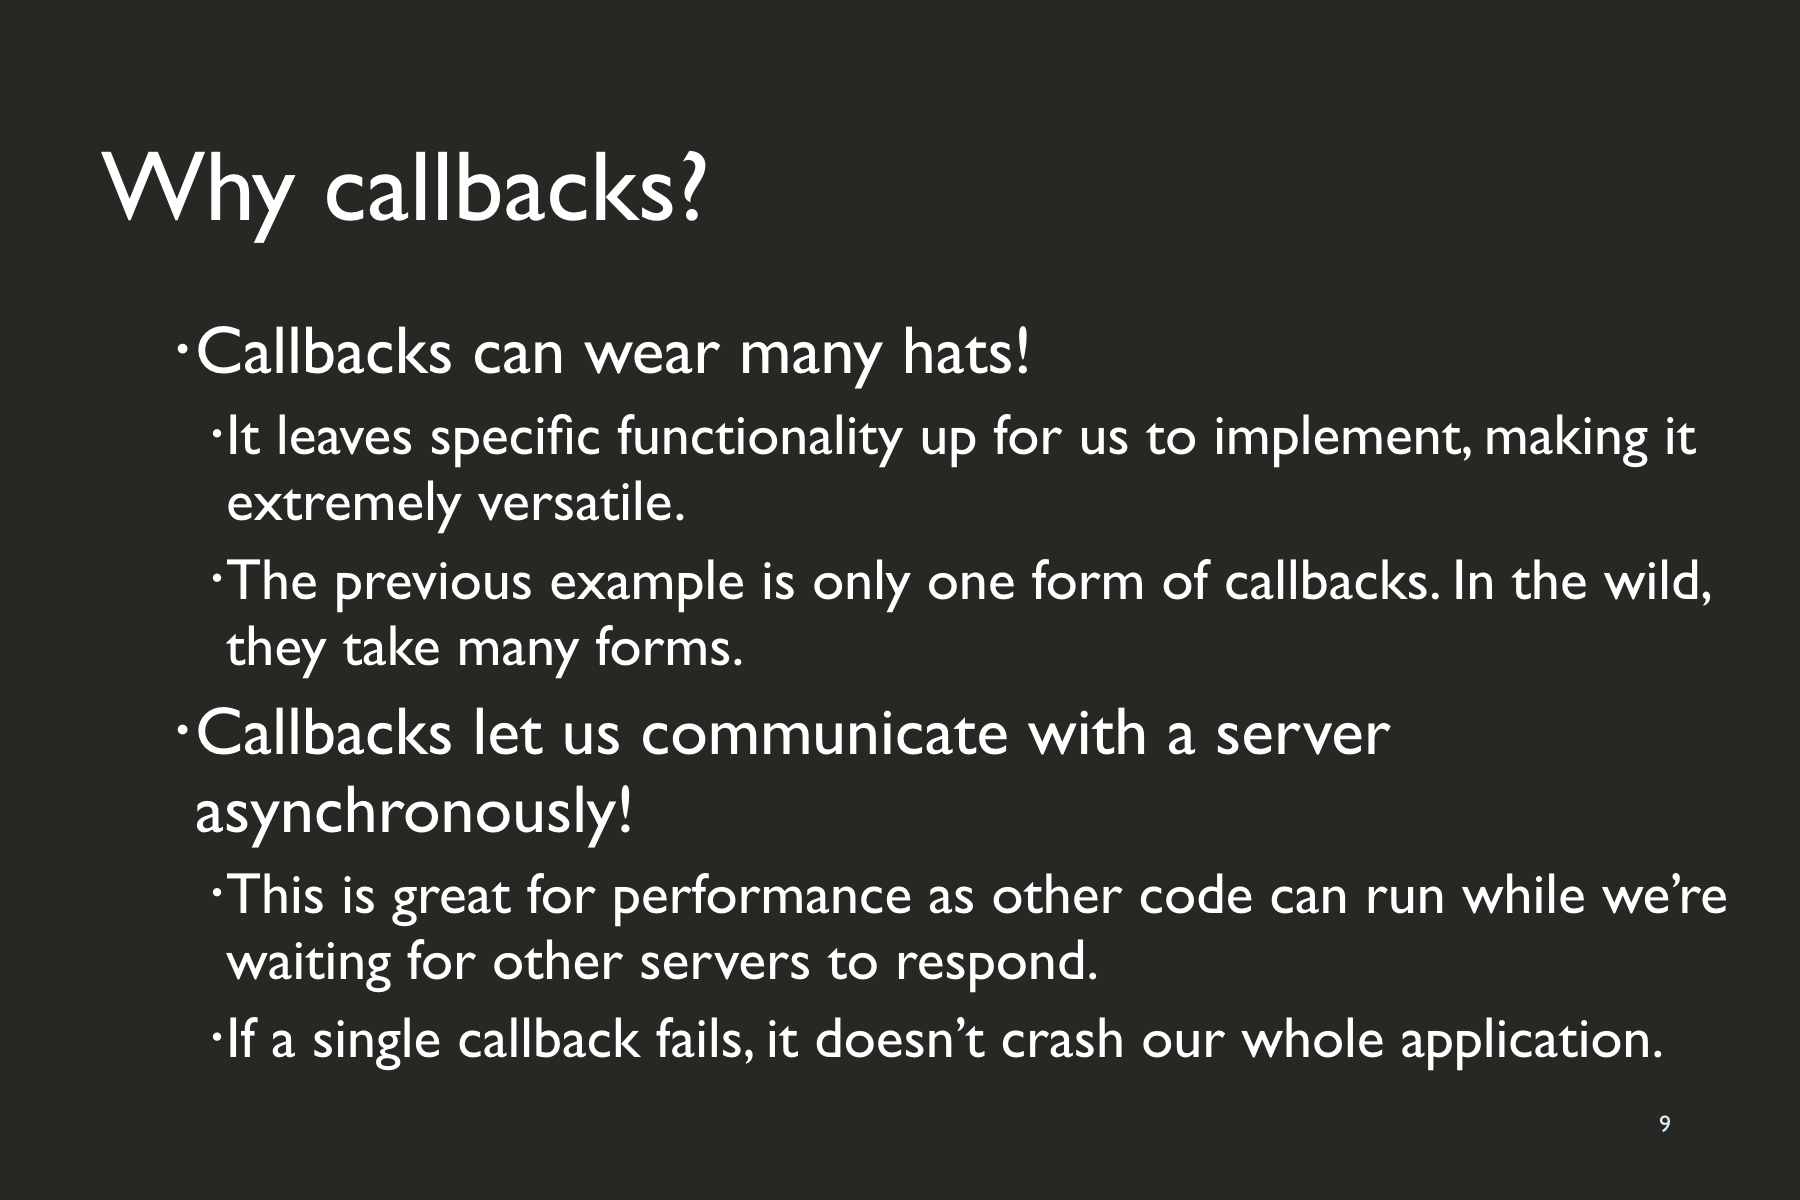 Why callbacks?
•Callbacks can wear many hats!
•It leaves specific functionality up for us to implement, making it
extremely versatile.
•The previous example is only one form of callbacks. In the wild,
they take many forms.
•Callbacks let us communicate with a server
asynchronously!
•This is great for performance as other code can run while we’re
waiting for other servers to respond.
•If a single callback fails, it doesn’t crash our whole application.
9